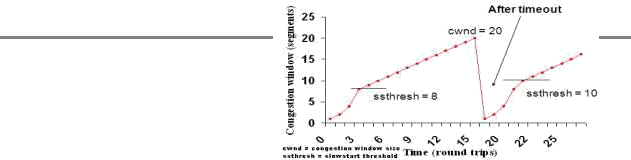 After timeout
cwnd = 20
ssthresh = 8
ssthresh = 10
Congestion window (segments)
25
20
15
10
5
0
0
3
6
9
12
15
20
22
25
Time (round trips)
cwnd = congestion window size
ssthresh = slowstart threshold